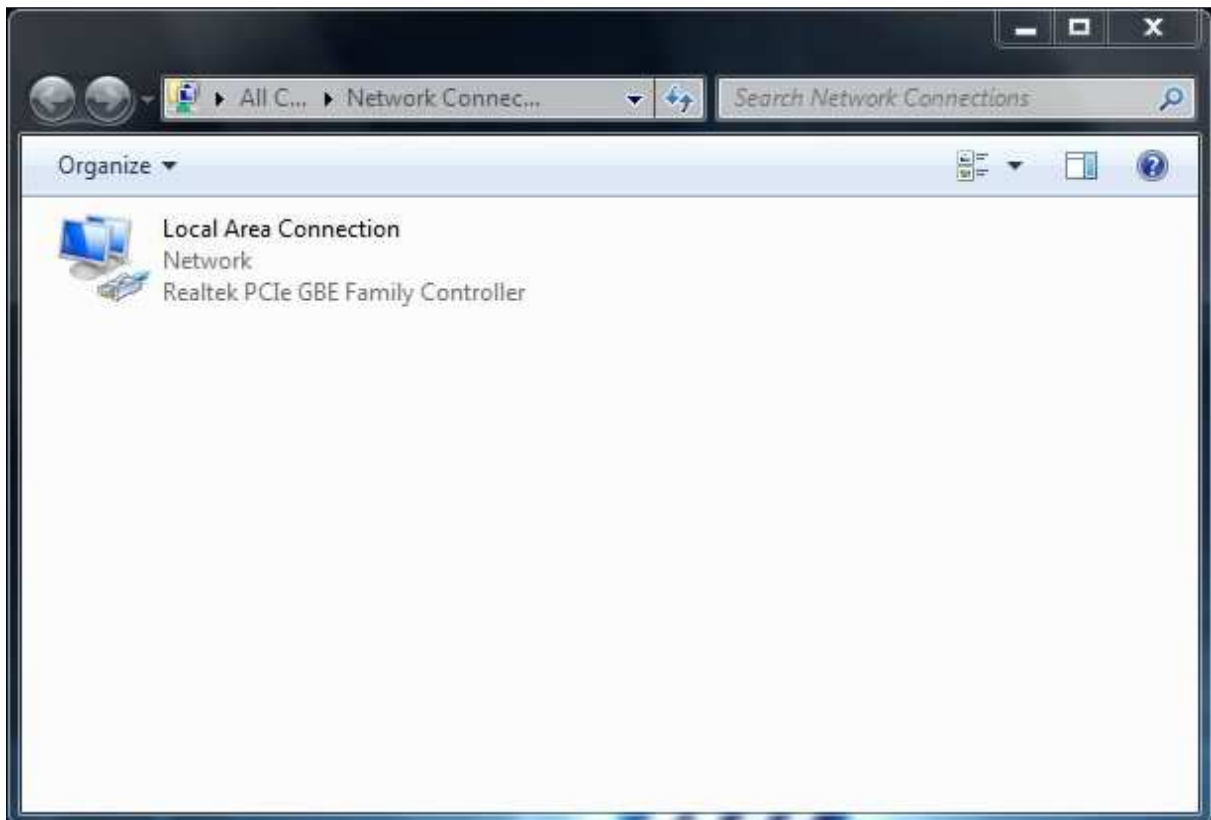 All C... Network Connec...
Search Network Connections
Organize
Local Area Connection
Network
Realtek PCIe GBE Family Controller